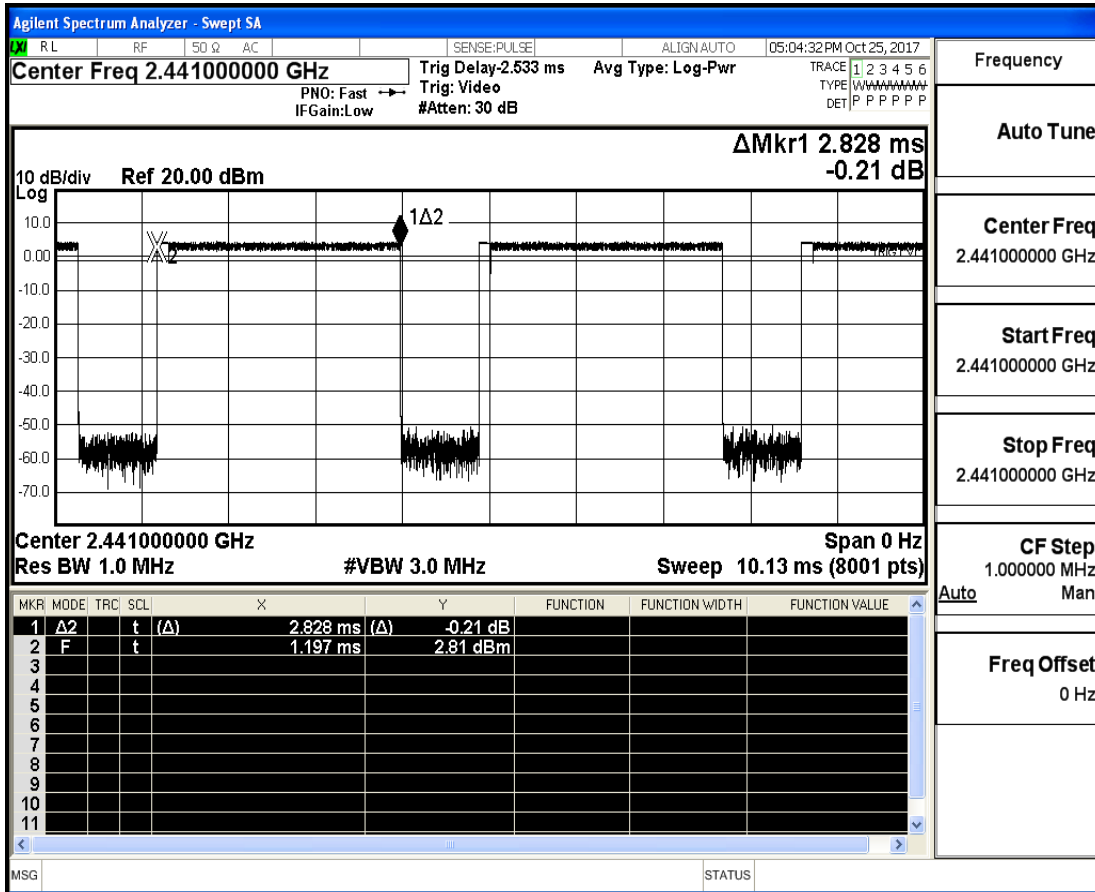 Agilent Spectrum Analyzer - Swept SA
LXI RL RF 50 Ω AC SENSE:PULSE ALIGN AUTO 05:04:32 PM Oct 25, 2017
Center Freq 2.441000000 GHz
PNO: Fast
IFGain:Low
Trig Delay-2.533 ms
Trig: Video
#Atten: 30 dB
Avg Type: Log-Pwr
TRACE 1 2 3 4 5 6
TYPE WWWWWW
DET P P P P P P
ΔMkr1 2.828 ms
-0.21 dB
10 dB/div Ref 20.00 dBm
Log
10.0
0.00
-10.0
-20.0
-30.0
-40.0
-50.0
-60.0
-70.0
1Δ2
2
Center 2.441000000 GHz Span 0 Hz
Res BW 1.0 MHz #VBW 3.0 MHz Sweep 10.13 ms (8001 pts)
MKR MODE TRC SCL X Y FUNCTION FUNCTION WIDTH FUNCTION VALUE
1 Δ2 t (Δ) 2.828 ms (Δ) -0.21 dB
2 F t 1.197 ms 2.81 dBm
3
4
5
6
7
8
9
10
11
MSG STATUS
Frequency
Auto Tune
Center Freq
2.441000000 GHz
Start Freq
2.441000000 GHz
Stop Freq
2.441000000 GHz
CF Step
1.000000 MHz
Auto Man
Freq Offset
0 Hz